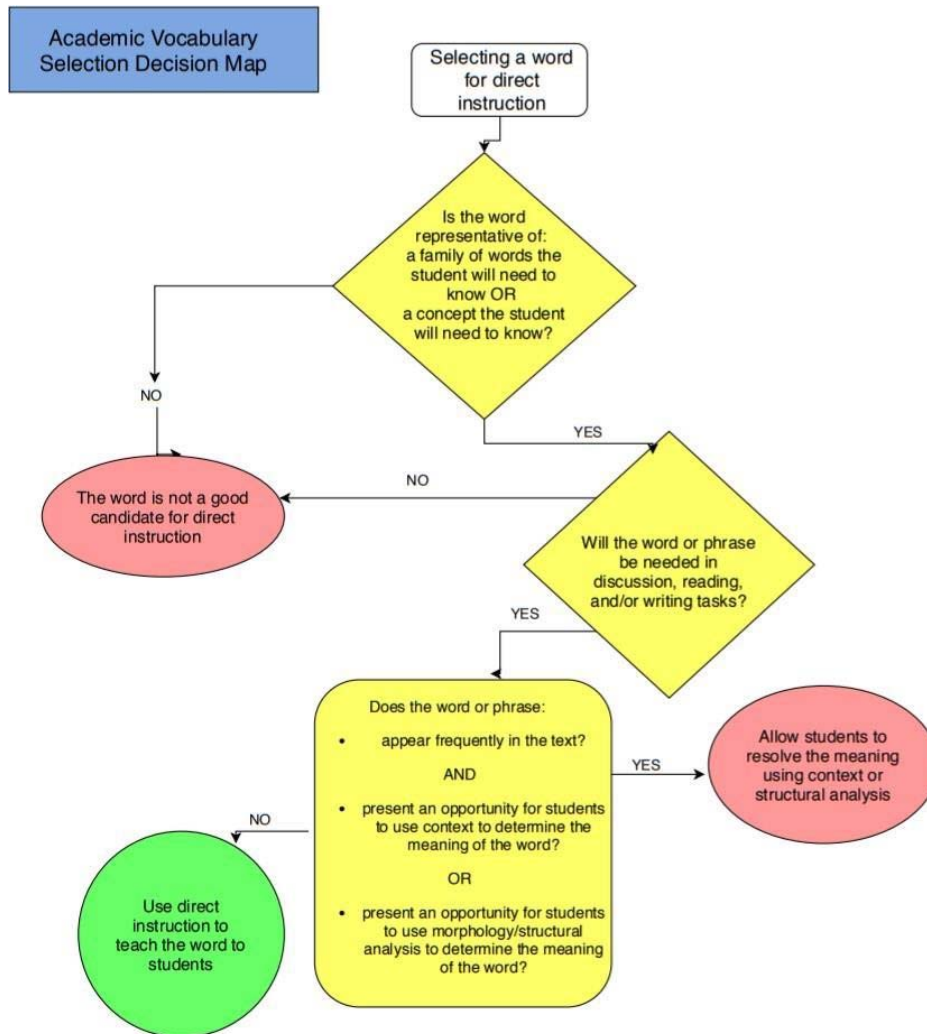 Academic Vocabulary
Selection Decision Map
Selecting a word
for direct
instruction
Is the word
representative of:
a family of words the
student will need to
know OR
a concept the student
will need to know?
NO
YES
The word is not a good
candidate for direct
instruction
NO
Will the word or phrase
be needed in
discussion, reading,
and/or writing tasks?
YES
Does the word or phrase:
• appear frequently in the text?
AND
• present an opportunity for students
to use context to determine the
meaning of the word?
OR
• present an opportunity for students
to use morphology/structural
analysis to determine the meaning
of the word?
YES
Allow students to
resolve the meaning
using context or
structural analysis
NO
Use direct
instruction to
teach the word to
students